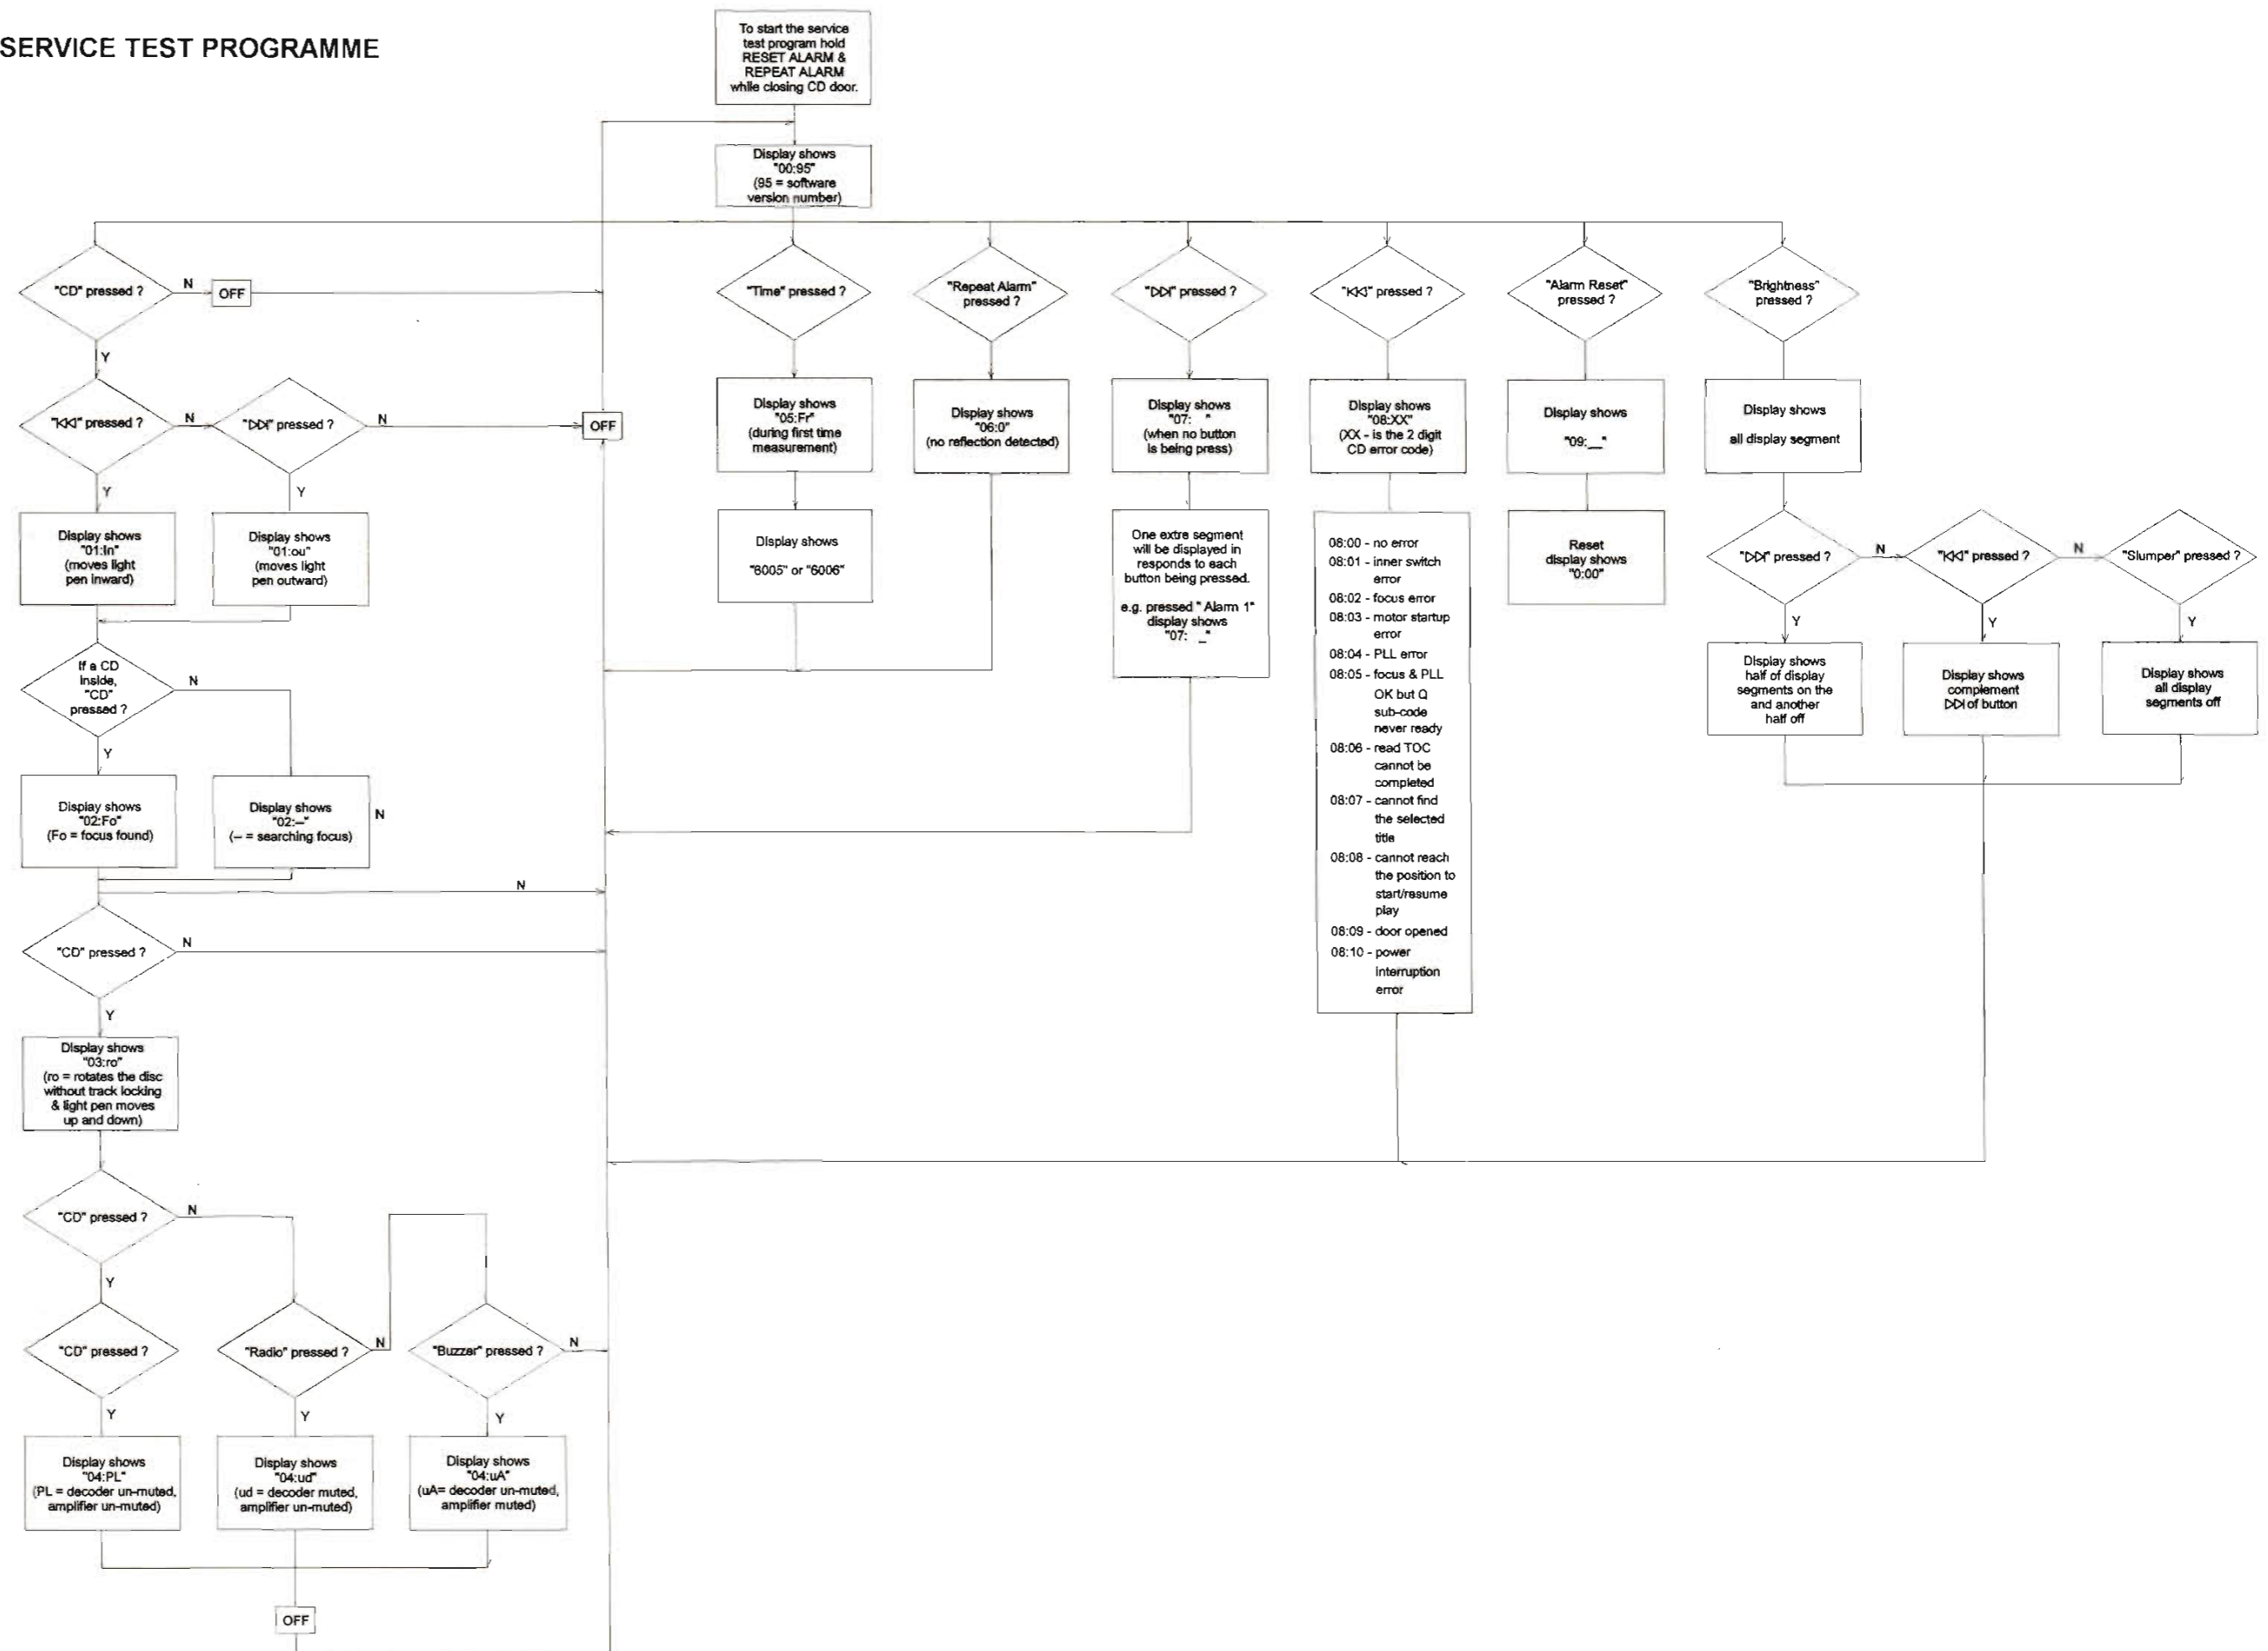 SERVICE TEST PROGRAMME
To start the service
test program hold
RESET ALARM &
REPEAT ALARM
while closing CD door.
Display shows
"00:95"
(95 = software
version number)
"CD" pressed ?
N
OFF
"Time" pressed ?
"Repeat Alarm"
pressed ?
"▷▷I" pressed ?
"I◁◁" pressed ?
"Alarm Reset"
pressed ?
"Brightness"
pressed ?
Y
"I◁◁" pressed ?
N
"▷▷I" pressed ?
N
OFF
Display shows
"05:Fr"
(during first time
measurement)
Display shows
"06:0"
(no reflection detected)
Display shows
"07: _"
(when no button
is being press)
Display shows
"08:XX"
(XX - is the 2 digit
CD error code)
Display shows
"09:__"
Display shows
all display segment
Y
Y
Display shows
"01:In"
(moves light
pen inward)
Display shows
"01:ou"
(moves light
pen outward)
Display shows
"6005" or "6006"
One extre segment
will be displayed in
responds to each
button being pressed.
e.g. pressed " Alarm 1"
display shows
"07: _"
08:00 - no error
08:01 - inner switch
error
08:02 - focus error
08:03 - motor startup
error
08:04 - PLL error
08:05 - focus & PLL
OK but Q
sub-code
never ready
08:06 - read TOC
cannot be
completed
08:07 - cannot find
the selected
title
08:08 - cannot reach
the position to
start/resume
play
08:09 - door opened
08:10 - power
interruption
error
Reset
display shows
"0:00"
"▷▷I" pressed ?
N
"I◁◁" pressed ?
N
"Slumper" pressed ?
Y
Y
Y
Display shows
half of display
segments on the
and another
half off
Display shows
complement
▷▷I of button
Display shows
all display
segments off
If a CD
inside,
"CD"
pressed ?
N
Y
Display shows
"02:Fo"
(Fo = focus found)
Display shows
"02:--"
(-- = searching focus)
N
N
"CD" pressed ?
N
Y
Display shows
"03:ro"
(ro = rotates the disc
without track locking
& light pen moves
up and down)
"CD" pressed ?
N
Y
"CD" pressed ?
"Radio" pressed ?
N
"Buzzer" pressed ?
N
Y
Y
Y
Display shows
"04:PL"
(PL = decoder un-muted,
amplifier un-muted)
Display shows
"04:ud"
(ud = decoder muted,
amplifier un-muted)
Display shows
"04:uA"
(uA= decoder un-muted,
amplifier muted)
OFF